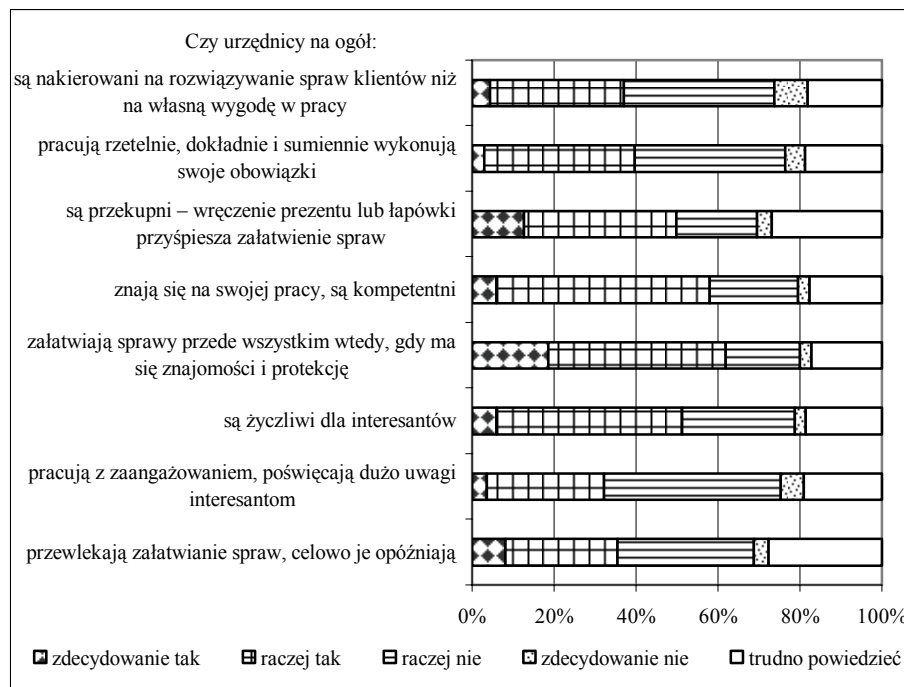 Czy urzędnicy na ogół:
są nakierowani na rozwiązywanie spraw klientów niż
na własną wygodę w pracy
pracują rzetelnie, dokładnie i sumiennie wykonują
swoje obowiązki
są przekupni – wręczenie prezentu lub łapówki
przyśpiesza załatwienie spraw
znają się na swojej pracy, są kompetentni
załatwiają sprawy przede wszystkim wtedy, gdy ma
się znajomości i protekcję
są życzliwi dla interesantów
pracują z zaangażowaniem, poświęcają dużo uwagi
interesantom
przewlekają załatwianie spraw, celowo je opóźniają
0% 20% 40% 60% 80% 100%
zdecydowanie tak raczej tak raczej nie zdecydowanie nie trudno powiedzieć